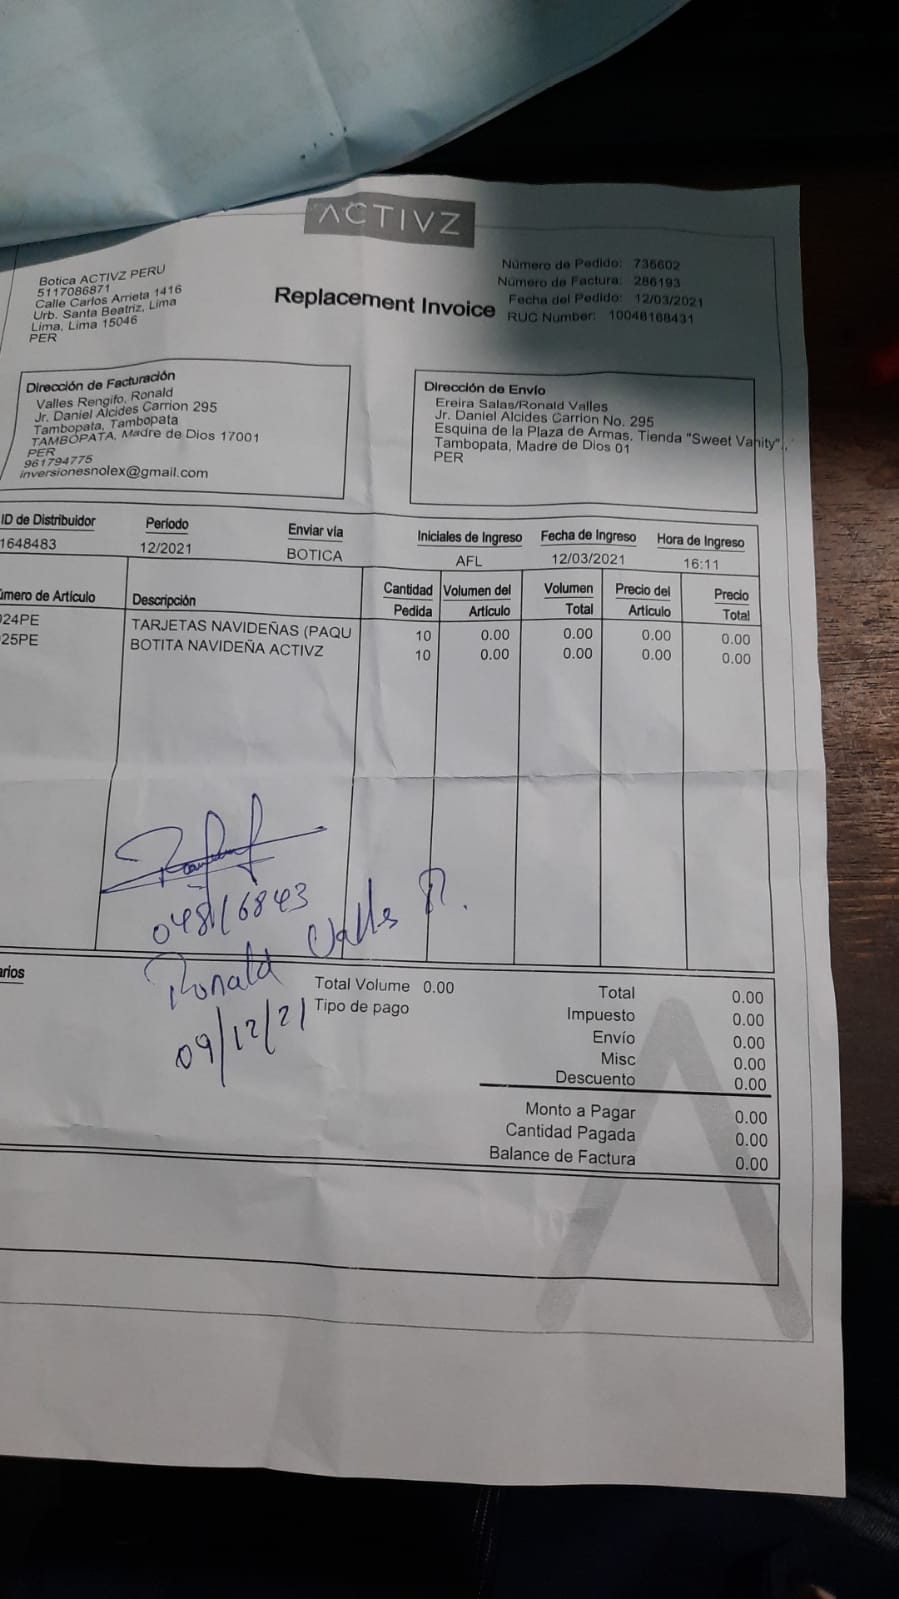 ACTIVZ
Botica ACTIVZ PERU
5117086871
Calle Carlos Arrieta 1416
Urb. Santa Beatriz, Lima
Lima, Lima 15046
PER
Replacement Invoice
Número de Pedido: 736602
Número de Factura: 286193
Fecha del Pedido: 12/03/2021
RUC Number: 10048168431
Dirección de Facturación
Valles Rengifo, Ronald
Jr. Daniel Alcides Carrion 295
Tambopata, Tambopata
TAMBOPATA, Madre de Dios 17001
PER
961794775
inversionesnolex@gmail.com
Dirección de Envío
Ereira Salas/Ronald Valles
Jr. Daniel Alcides Carrion No. 295
Esquina de la Plaza de Armas, Tienda "Sweet Vanity",,
Tambopata, Madre de Dios 01
PER
ID de Distribuidor Período Enviar vía Iniciales de Ingreso Fecha de Ingreso Hora de Ingreso
1648483 12/2021 BOTICA AFL 12/03/2021 16:11
úmero de Artículo Descripción Cantidad Pedida Volumen del Artículo Volumen Total Precio del Artículo Precio Total
024PE TARJETAS NAVIDEÑAS (PAQU 10 0.00 0.00 0.00 0.00
025PE BOTITA NAVIDEÑA ACTIVZ 10 0.00 0.00 0.00 0.00
04816843
Ronald Valles R.
09/12/21
arios
Total Volume 0.00
Tipo de pago
Total 0.00
Impuesto 0.00
Envío 0.00
Misc 0.00
Descuento 0.00
Monto a Pagar 0.00
Cantidad Pagada 0.00
Balance de Factura 0.00